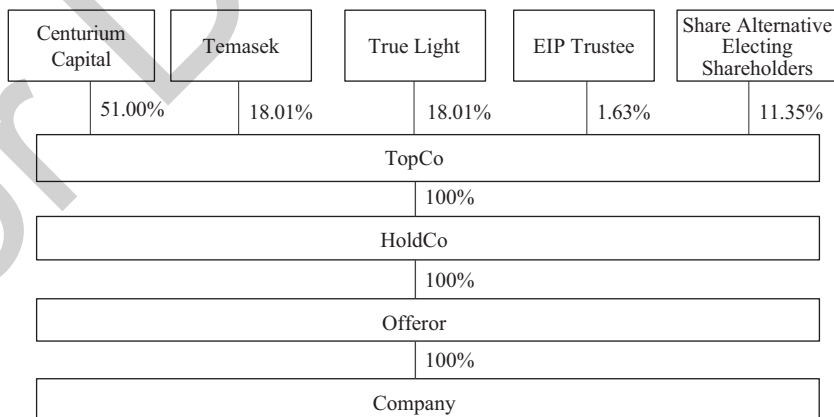 Centurium
Capital
Temasek
True Light
EIP Trustee
Share Alternative
Electing
Shareholders
51.00%
18.01%
18.01%
1.63%
11.35%
TopCo
100%
HoldCo
100%
Offeror
100%
Company